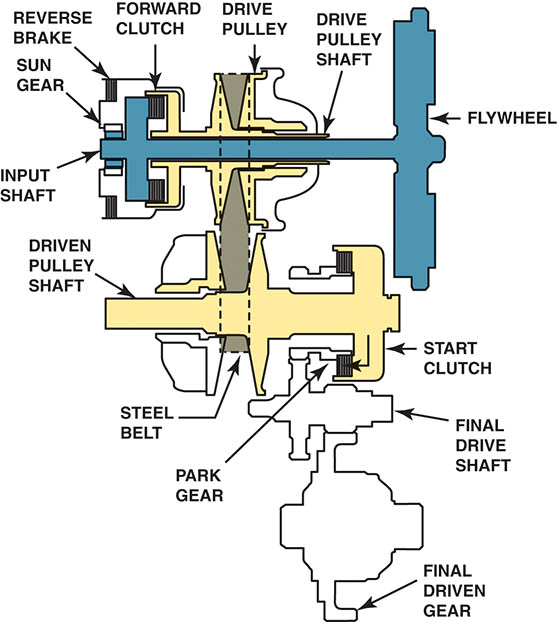 REVERSE
BRAKE
FORWARD
CLUTCH
DRIVE
PULLEY
DRIVE
PULLEY
SHAFT
SUN
GEAR
FLYWHEEL
INPUT
SHAFT
DRIVEN
PULLEY
SHAFT
START
CLUTCH
STEEL
BELT
PARK
GEAR
FINAL
DRIVE
SHAFT
FINAL
DRIVEN
GEAR